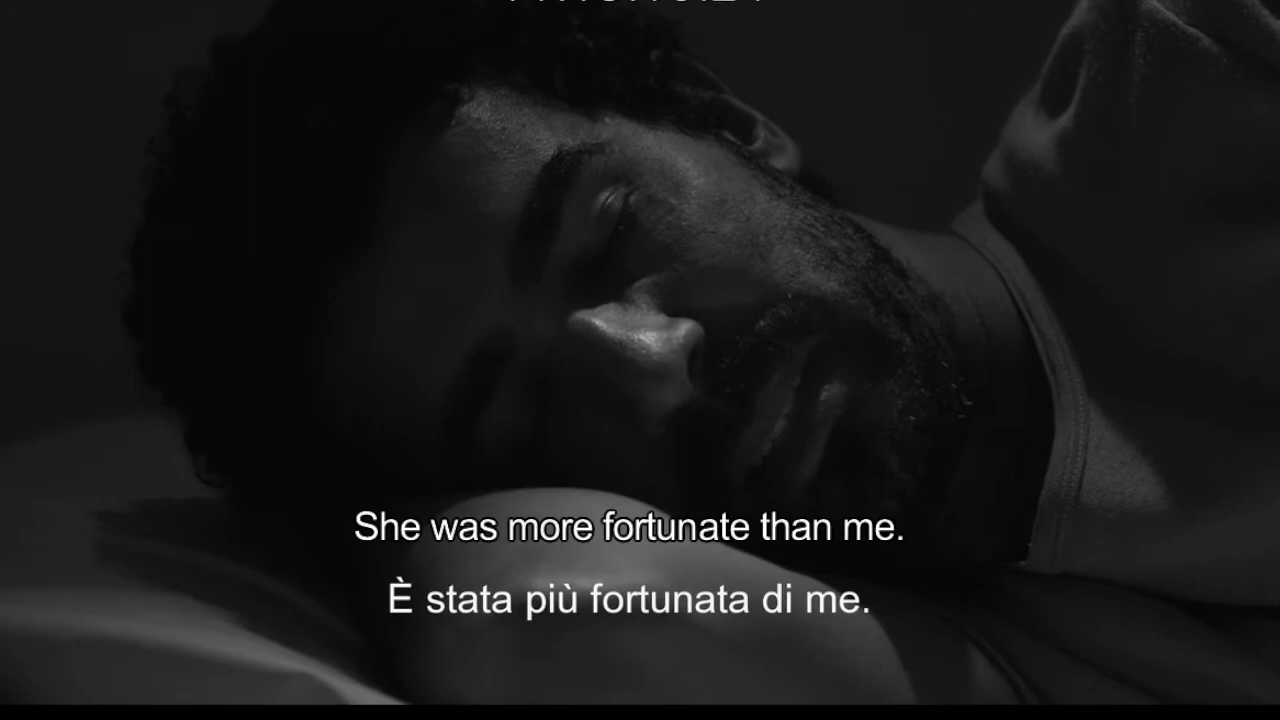 She was more fortunate than me.
È stata più fortunata di me.